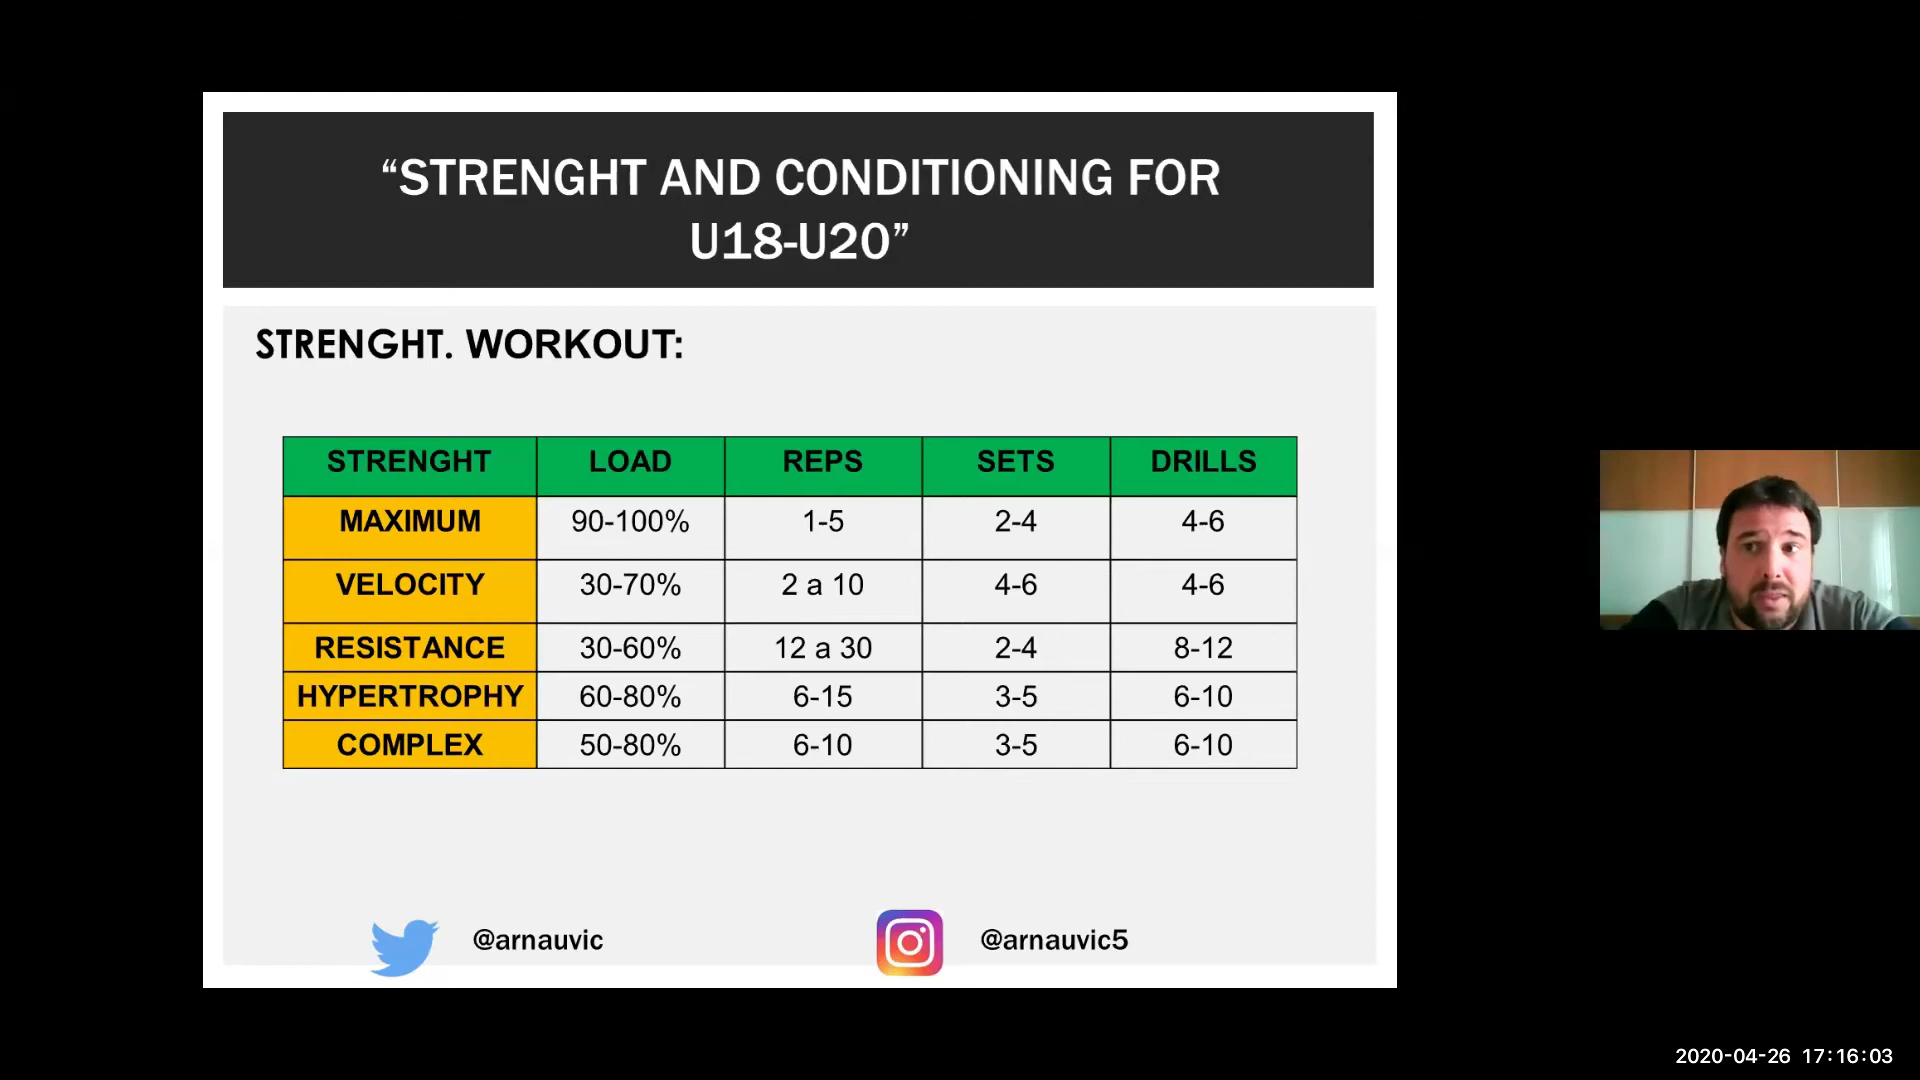 “STRENGHT AND CONDITIONING FOR
U18-U20”
STRENGHT. WORKOUT:
STRENGHT LOAD REPS SETS DRILLS
MAXIMUM 90-100% 1-5 2-4 4-6
VELOCITY 30-70% 2 a 10 4-6 4-6
RESISTANCE 30-60% 12 a 30 2-4 8-12
HYPERTROPHY 60-80% 6-15 3-5 6-10
COMPLEX 50-80% 6-10 3-5 6-10
@arnauvic @arnauvic5
2020-04-26 17:16:03